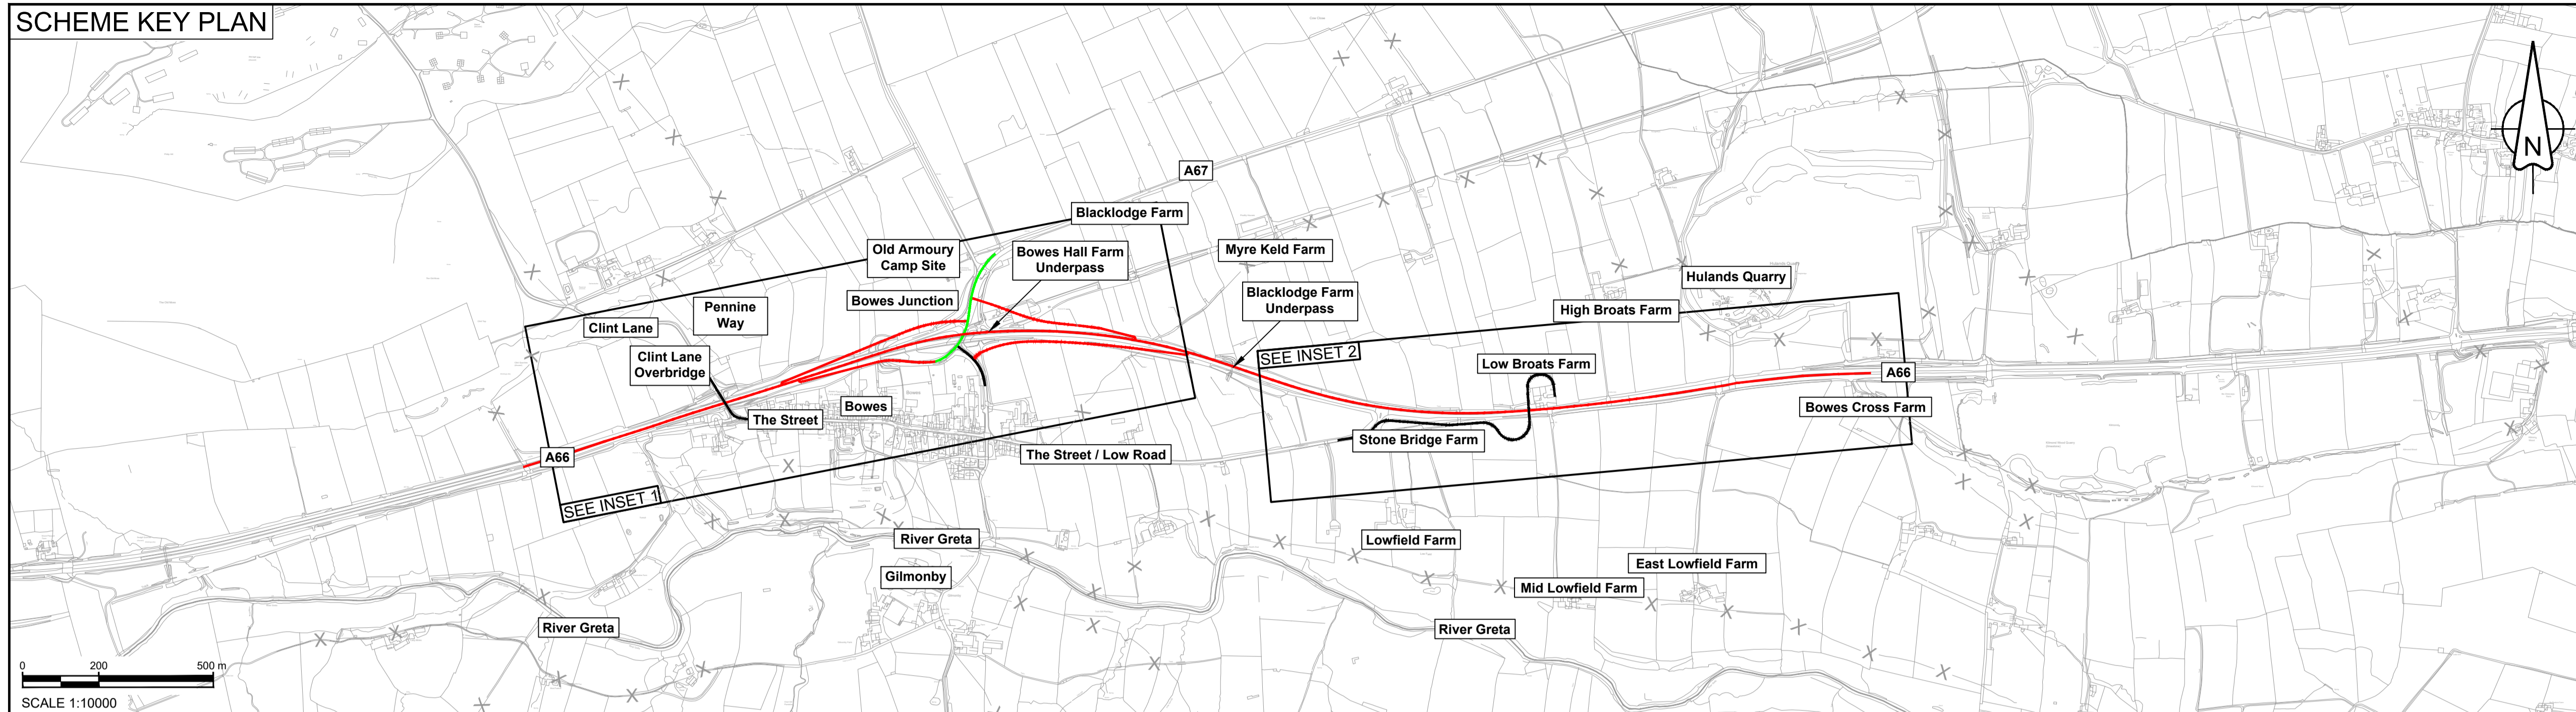 SCHEME KEY PLAN
N
A67
Blacklodge Farm
Old Armoury
Camp Site
Bowes Hall Farm
Underpass
Myre Keld Farm
Hulands Quarry
Bowes Junction
Pennine
Way
Clint Lane
Blacklodge Farm
Underpass
High Broats Farm
Clint Lane
Overbridge
SEE INSET 2
Low Broats Farm
A66
Bowes
The Street
Bowes Cross Farm
Stone Bridge Farm
The Street / Low Road
A66
SEE INSET 1
River Greta
Lowfield Farm
Gilmonby
East Lowfield Farm
Mid Lowfield Farm
River Greta
River Greta
0 200 500 m
SCALE 1:10000